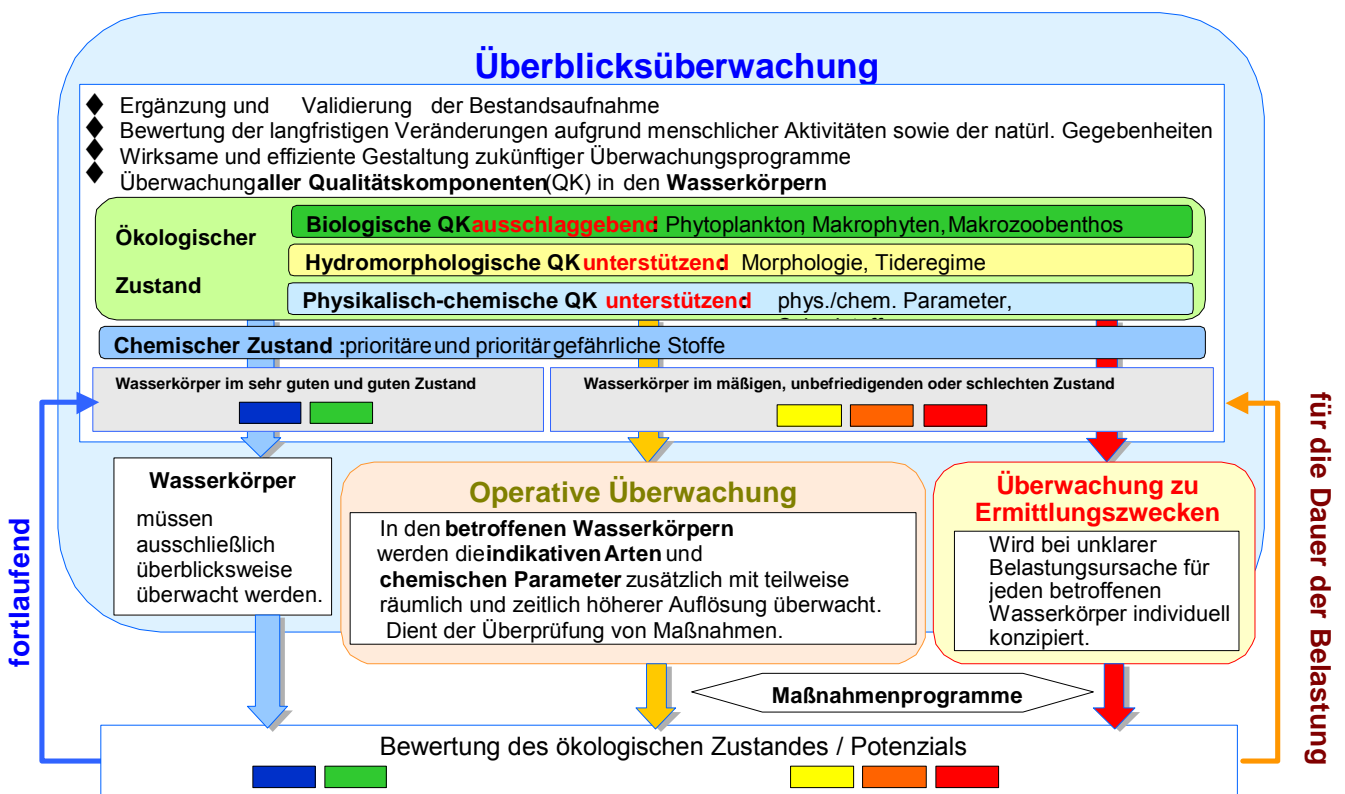 Überblicksüberwachung
Ergänzung und Validierung der Bestandsaufnahme
Bewertung der langfristigen Veränderungen aufgrund menschlicher Aktivitäten sowie der natürl. Gegebenheiten
Wirksame und effiziente Gestaltung zukünftiger Überwachungsprogramme
Überwachung aller Qualitätskomponenten (QK) in den Wasserkörpern
Ökologischer
Zustand
Biologische QK ausschlaggebend: Phytoplankton, Makrophyten, Makrozoobenthos
Hydromorphologische QK unterstützend: Morphologie, Tideregime
Physikalisch-chemische QK unterstützend: phys./chem. Parameter,
Chemischer Zustand : prioritäre und prioritär gefährliche Stoffe
Wasserkörper im sehr guten und guten Zustand
Wasserkörper im mäßigen, unbefriedigenden oder schlechten Zustand
Wasserkörper
müssen
ausschließlich
überblicksweise
überwacht werden.
Operative Überwachung
In den betroffenen Wasserkörpern
werden die indikativen Arten und
chemischen Parameter zusätzlich mit teilweise
räumlich und zeitlich höherer Auflösung überwacht.
Dient der Überprüfung von Maßnahmen.
Überwachung zu
Ermittlungszwecken
Wird bei unklarer
Belastungsursache für
jeden betroffenen
Wasserkörper individuell
konzipiert.
Maßnahmenprogramme
Bewertung des ökologischen Zustandes / Potenzials
fortlaufend
für die Dauer der Belastung